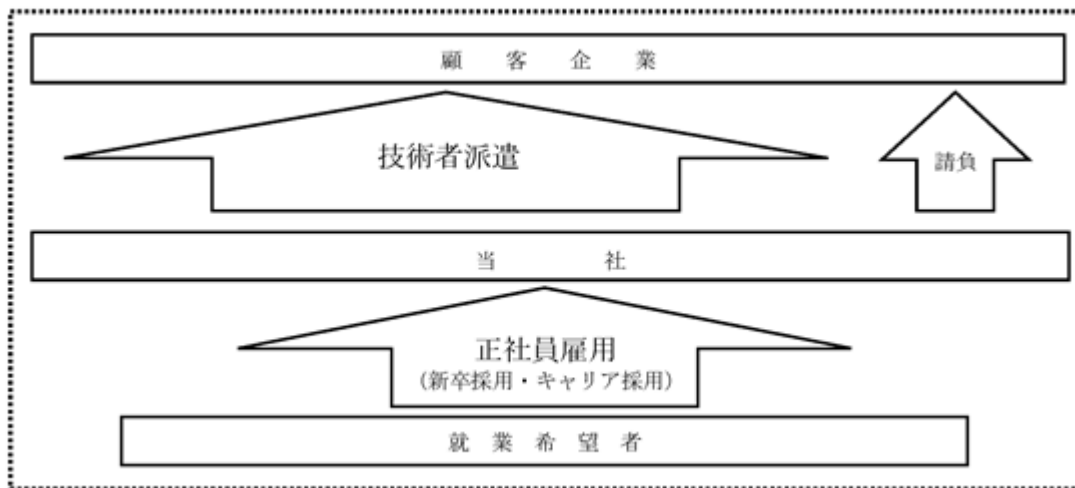 顧客企業
技術者派遣
請負
当社
正社員雇用
(新卒採用・キャリア採用)
就業希望者